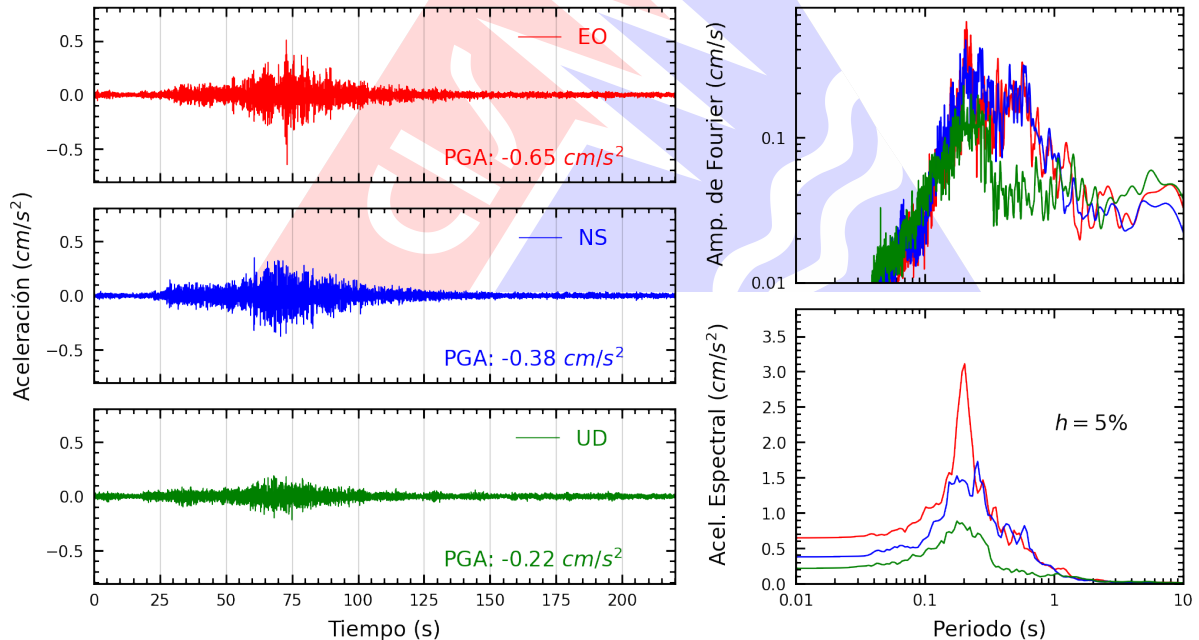 Aceleración (cm/s²)
0.5
0.0
−0.5
EO
PGA: -0.65 cm/s²
0.5
0.0
−0.5
NS
PGA: -0.38 cm/s²
0.5
0.0
−0.5
UD
PGA: -0.22 cm/s²
0 25 50 75 100 125 150 175 200
Tiempo (s)
Amp. de Fourier (cm/s)
0.1
0.01
Acel. Espectral (cm/s²)
3.5
3.0
2.5
2.0
1.5
1.0
0.5
0.0
h = 5%
0.01 0.1 1 10
Periodo (s)